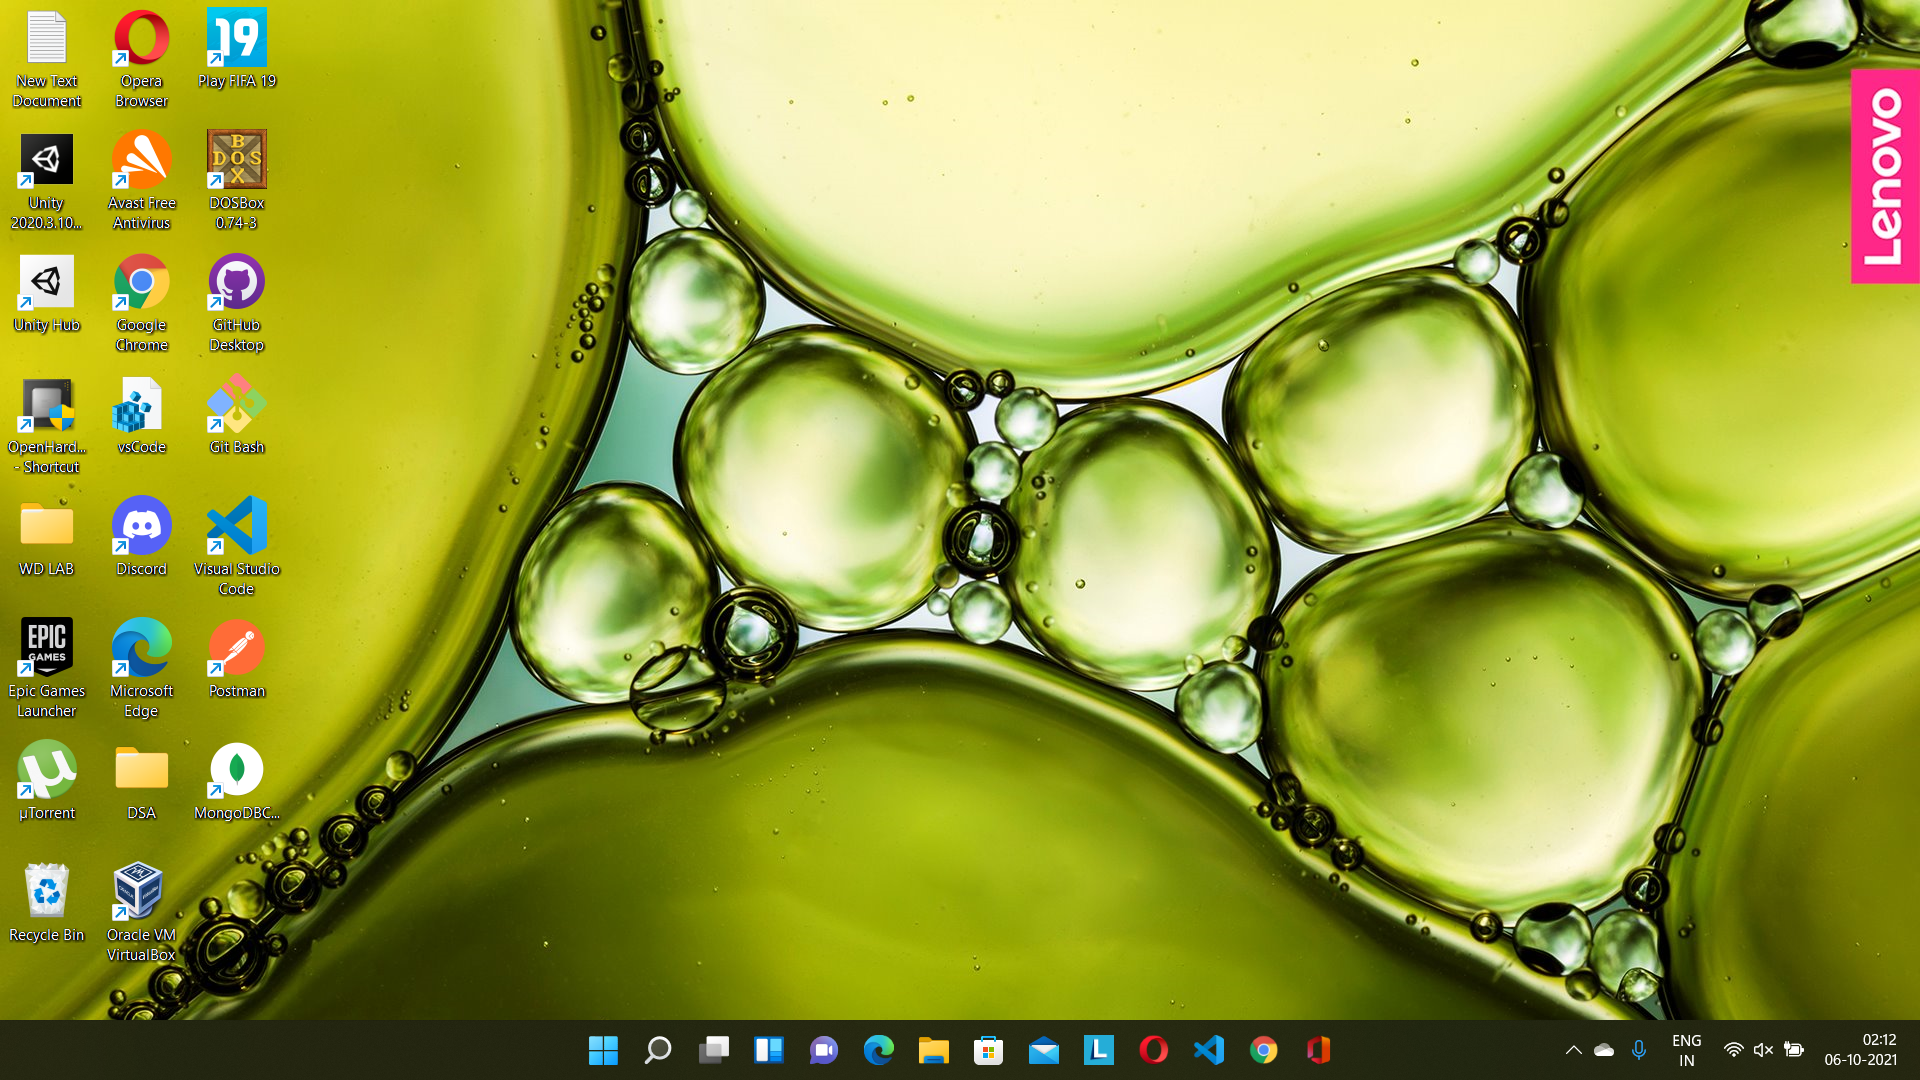 New Text
Document
Opera
Browser
19
Play FIFA 19
Unity
2020.3.10...
Avast Free
Antivirus
BOX
DOS
DOSBox
0.74-3
Unity Hub
Google
Chrome
GitHub
Desktop
OpenHard...
- Shortcut
vsCode
Git Bash
WD LAB
Discord
Visual Studio
Code
EPIC
GAMES
Epic Games
Launcher
Microsoft
Edge
Postman
µ
µTorrent
DSA
MongoDBC...
Recycle Bin
Oracle VM
VirtualBox
Lenovo
L
ENG
IN
02:12
06-10-2021